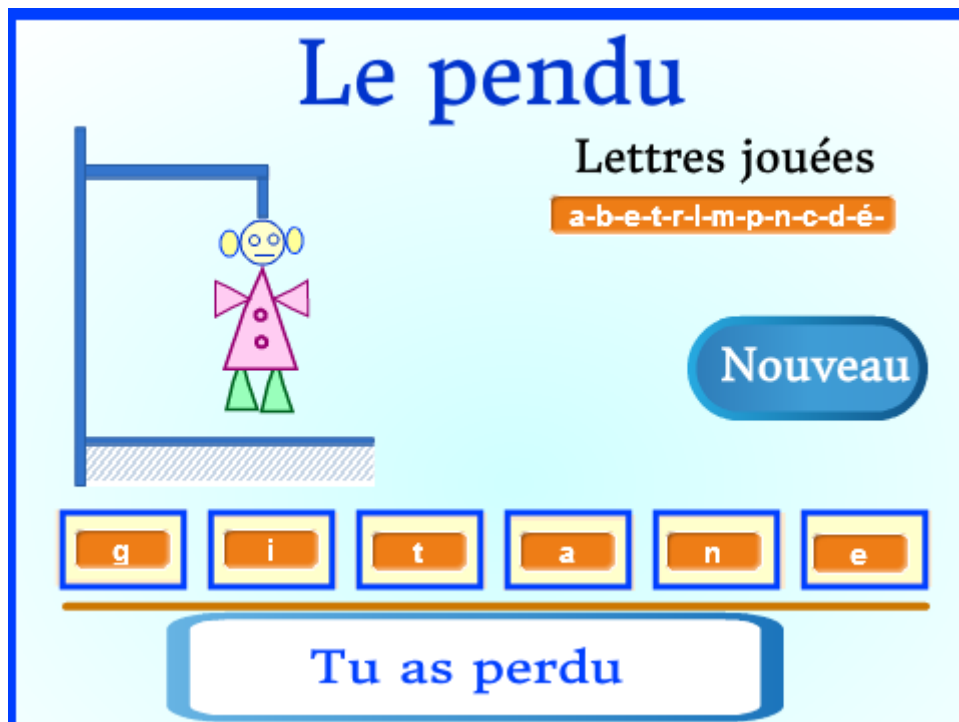 Le pendu
Lettres jouées
a-b-e-t-r-l-m-p-n-c-d-é-
Nouveau
g i t a n e
Tu as perdu